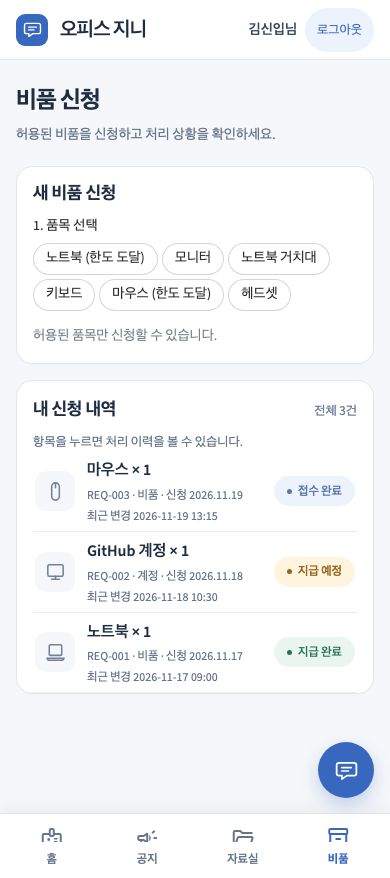 오피스 지니
김신입님
로그아웃
비품 신청
허용된 비품을 신청하고 처리 상황을 확인하세요.
새 비품 신청
1. 품목 선택
노트북 (한도 도달)
모니터
노트북 거치대
키보드
마우스 (한도 도달)
헤드셋
허용된 품목만 신청할 수 있습니다.
내 신청 내역
전체 3건
항목을 누르면 처리 이력을 볼 수 있습니다.
마우스 × 1
REQ-003 · 비품 · 신청 2026.11.19
최근 변경 2026-11-19 13:15
접수 완료
GitHub 계정 × 1
REQ-002 · 계정 · 신청 2026.11.18
최근 변경 2026-11-18 10:30
지급 예정
노트북 × 1
REQ-001 · 비품 · 신청 2026.11.17
최근 변경 2026-11-17 09:00
지급 완료
홈
공지
자료실
비품